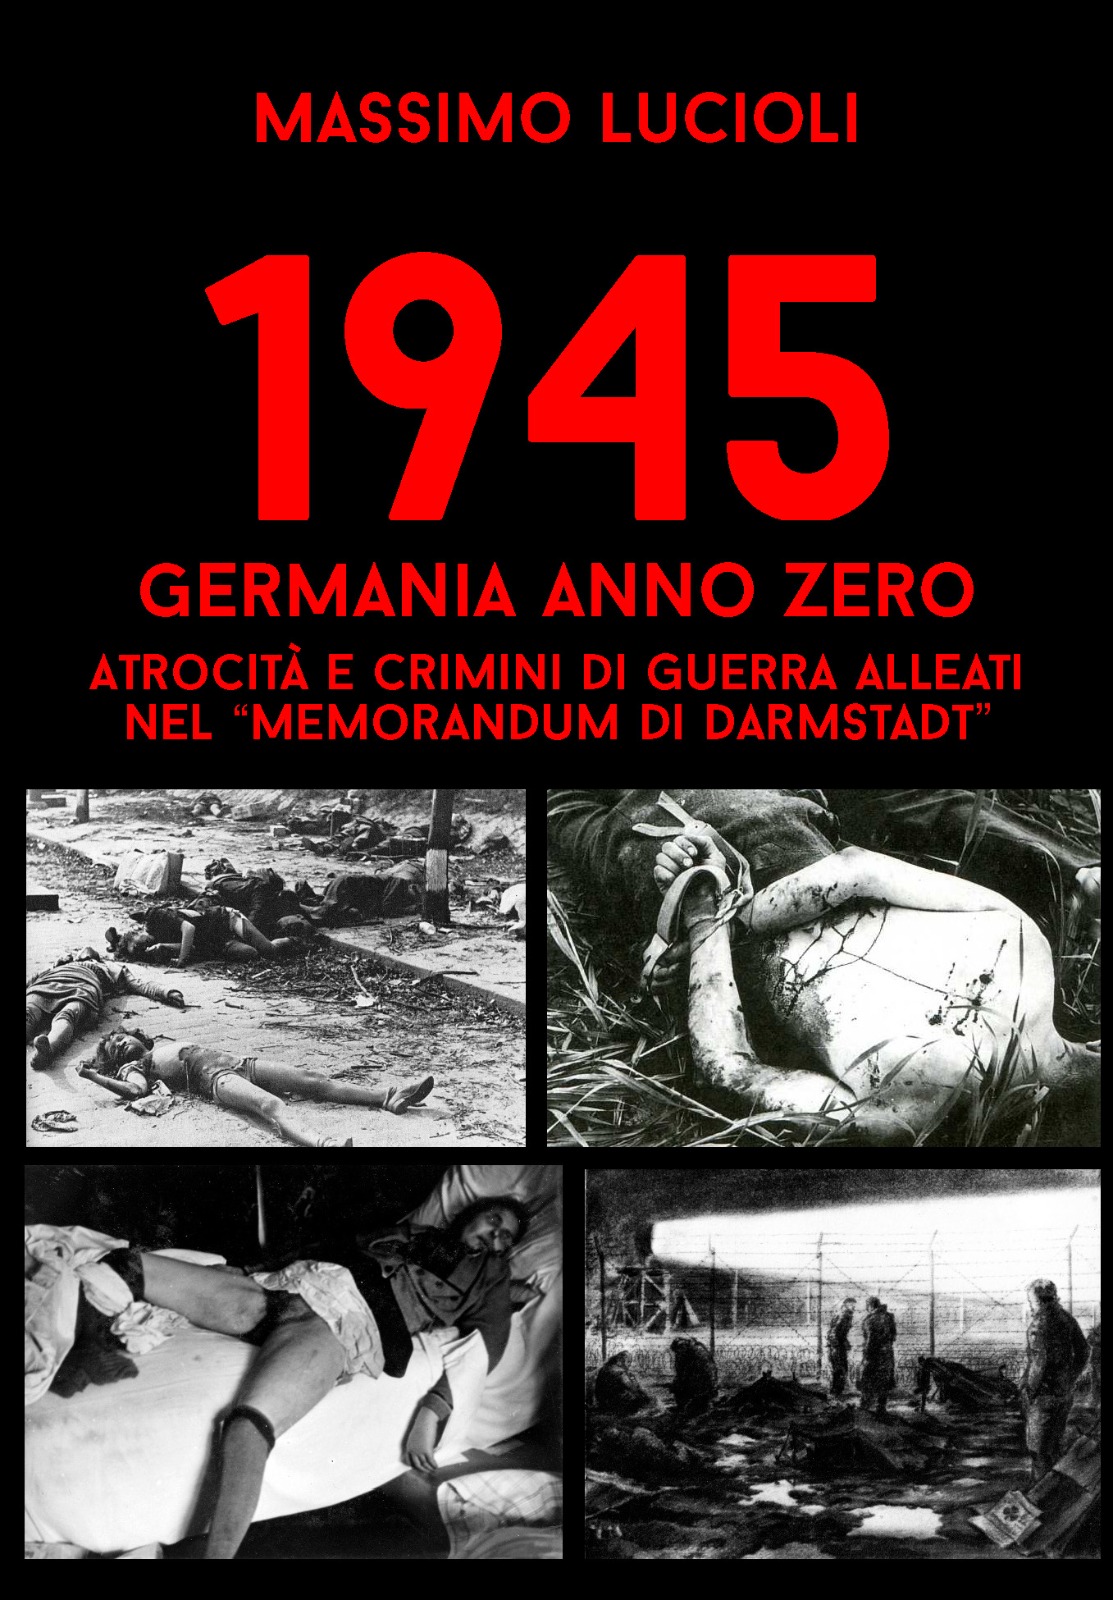 MASSIMO LUCIOLI
1945
GERMANIA ANNO ZERO
ATROCITÀ E CRIMINI DI GUERRA ALLEATI
NEL “MEMORANDUM DI DARMSTADT”